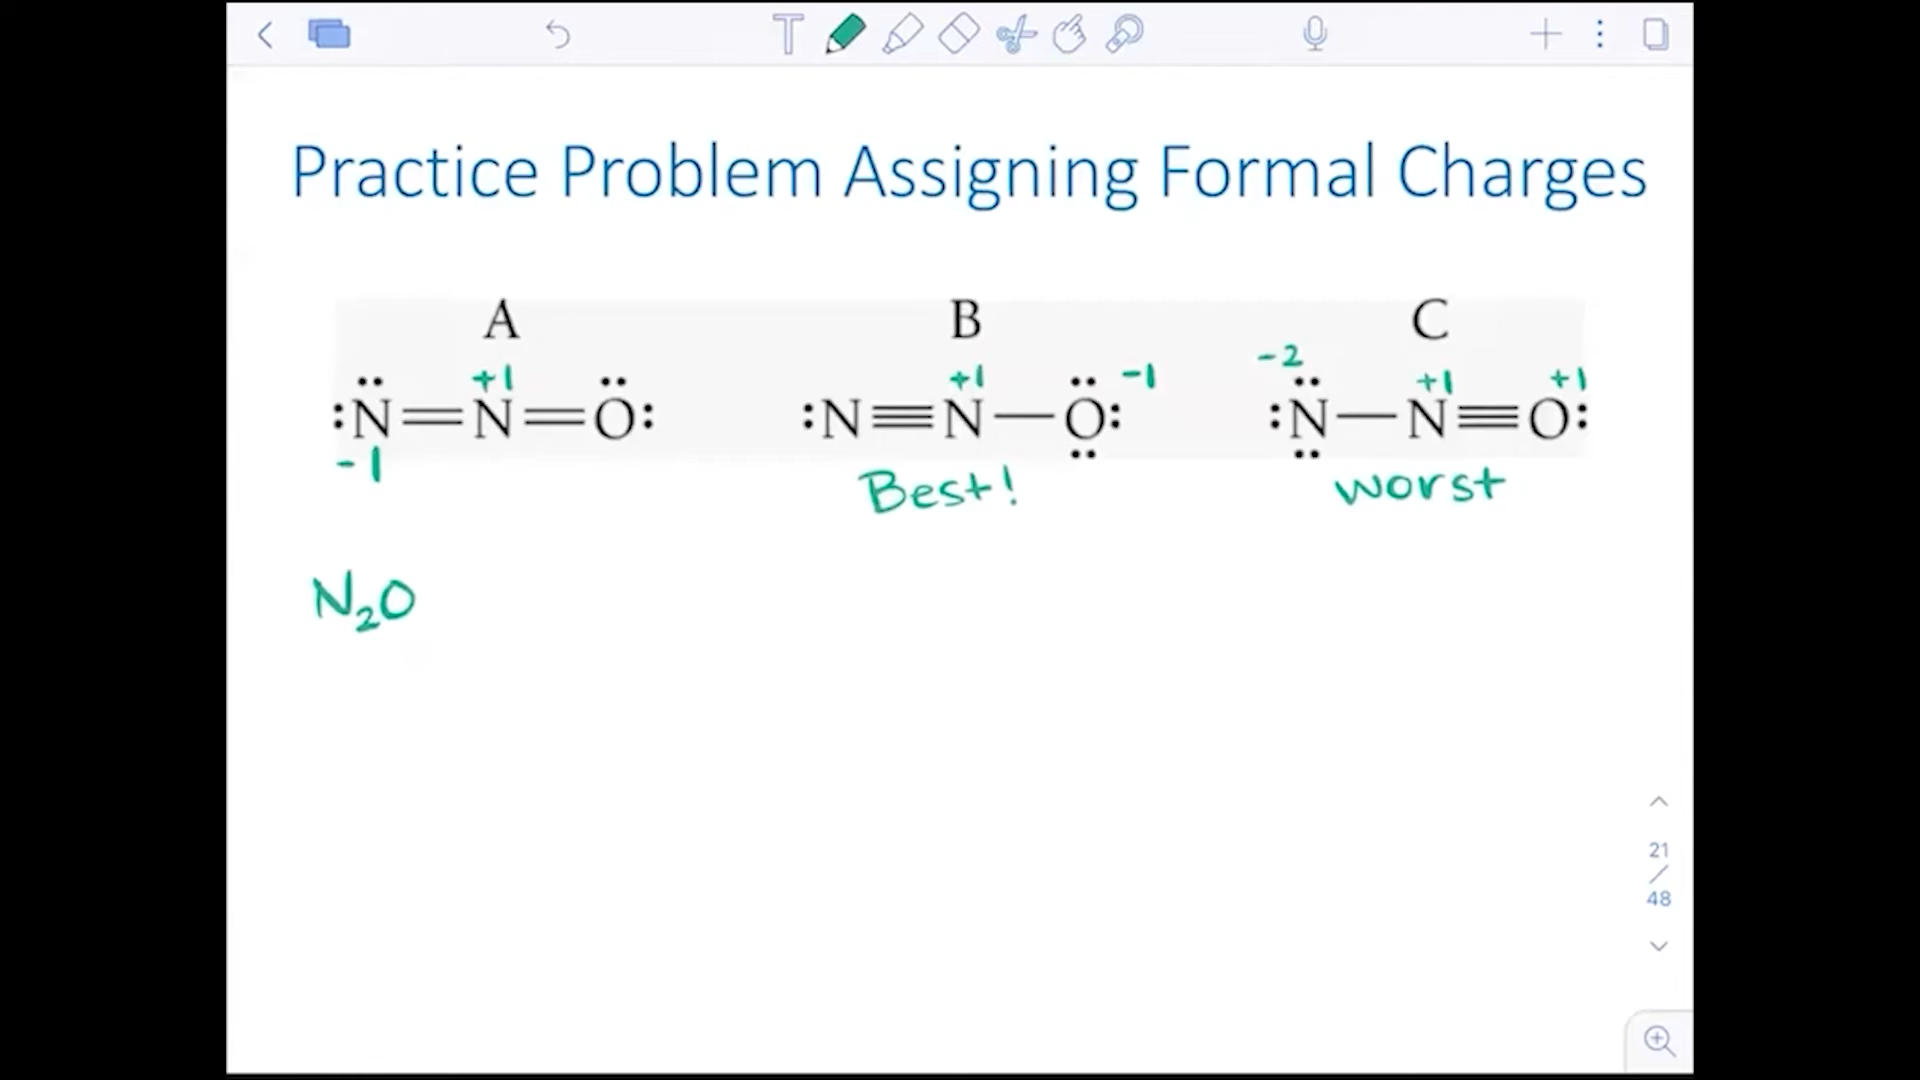 T
Practice Problem Assigning Formal Charges
A B C
+1 +1 -1 -2 +1 +1
:N̈=N=Ö: :N≡N—Ö̤: :N̤̈—N≡O:
-1
Best! worst
N₂O
21
/
48